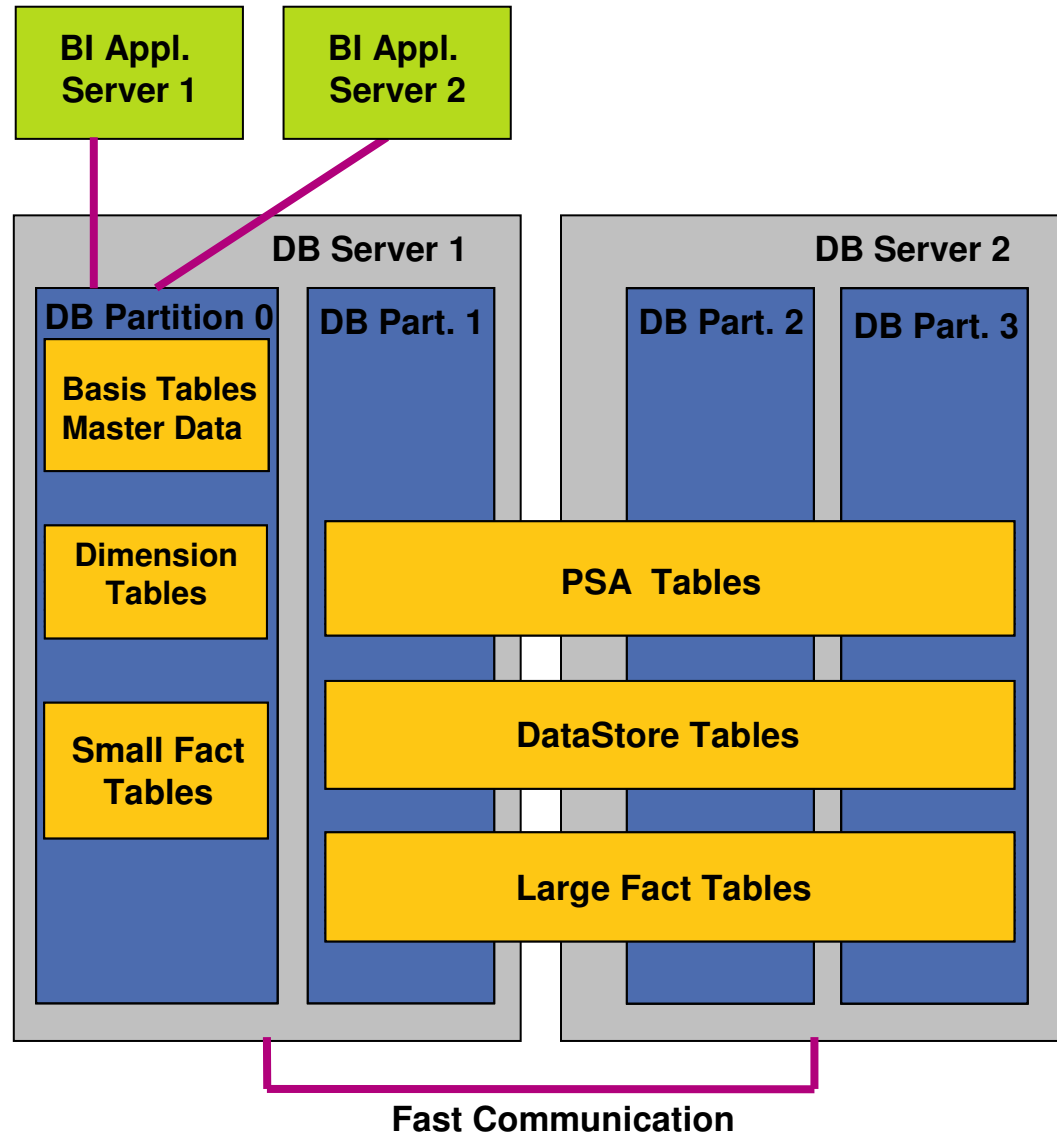 BI Appl.
Server 1
BI Appl.
Server 2
DB Server 1
DB Server 2
DB Partition 0
DB Part. 1
DB Part. 2
DB Part. 3
Basis Tables
Master Data
Dimension
Tables
PSA Tables
Small Fact
Tables
DataStore Tables
Large Fact Tables
Fast Communication